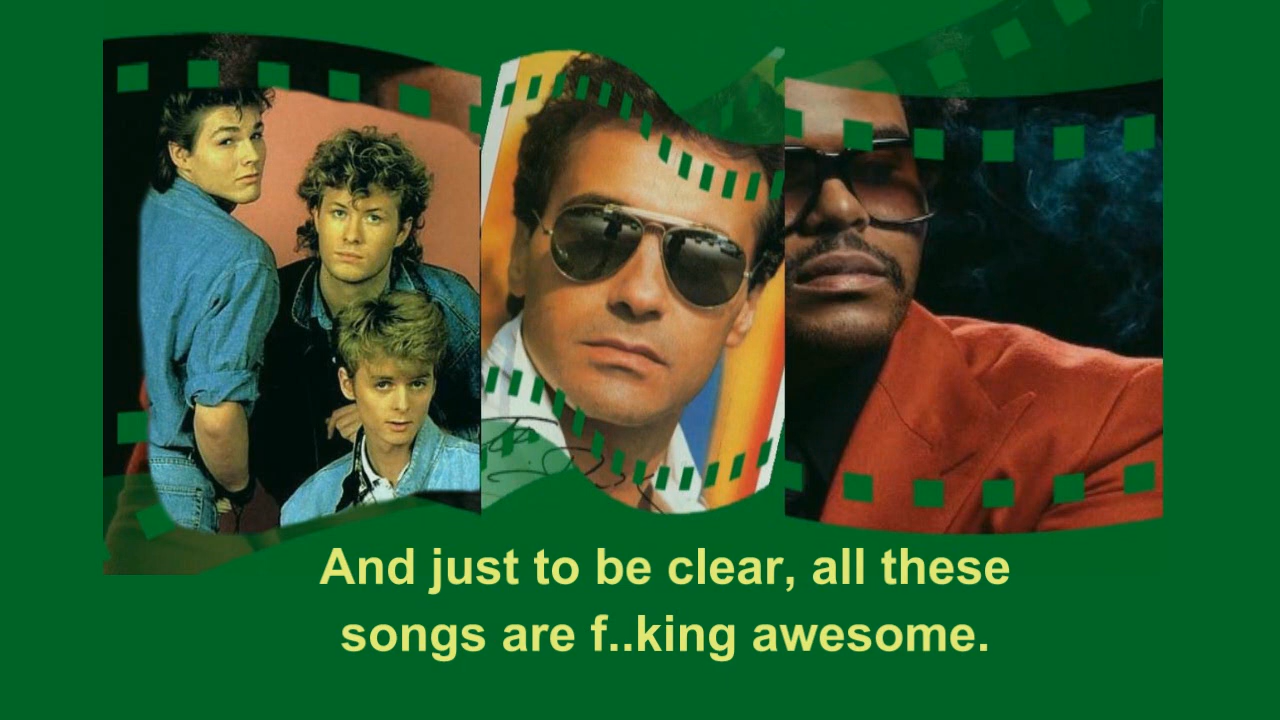 And just to be clear, all these
songs are f..king awesome.